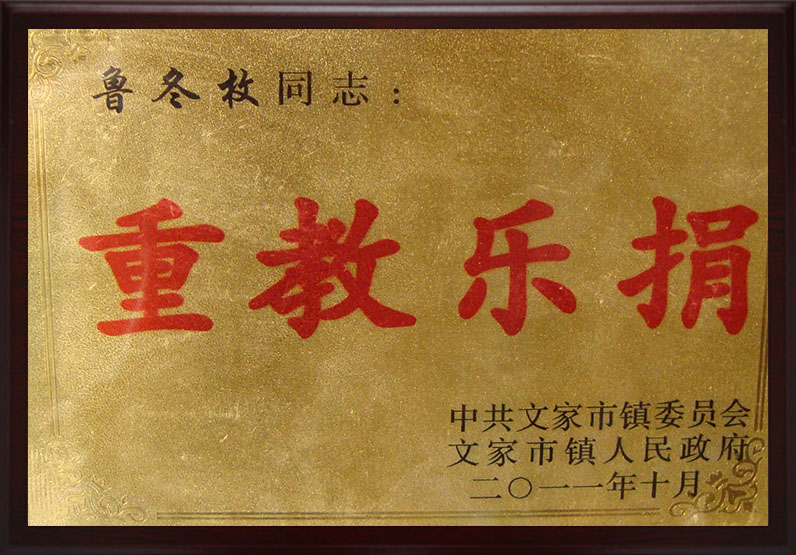 鲁冬枚同志：
重教乐捐
中共文家市镇委员会
文家市镇人民政府
二〇一一年十月